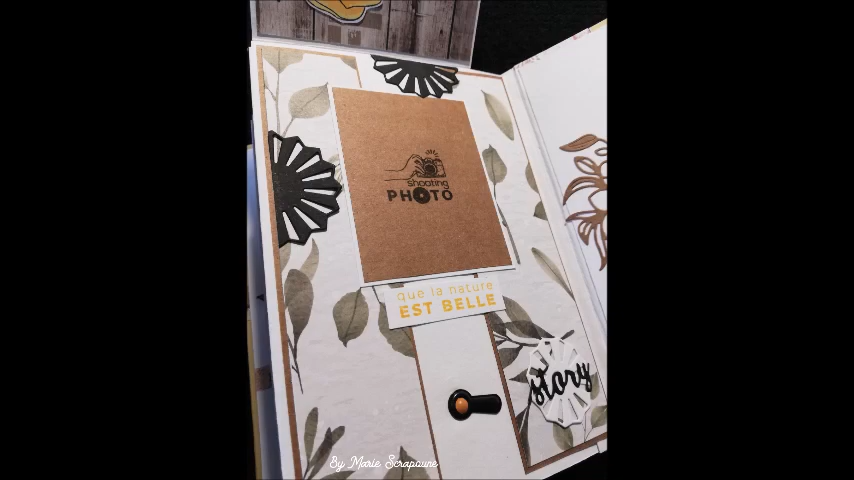 shooting
PHOTO
que la nature
EST BELLE
story
By Marie Scrapoune